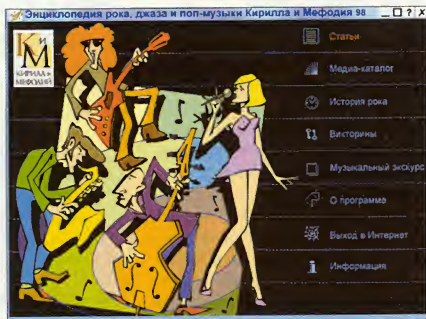 Энциклопедия рока, джаза и поп-музыки Кирилла и Мефодия 98
КИМ
КИРИЛЛ и
МЕФОДИЙ
Статьи
Медиа-каталог
История рока
Викторины
Музыкальный экскурс
О программе
Выход в Интернет
Информация